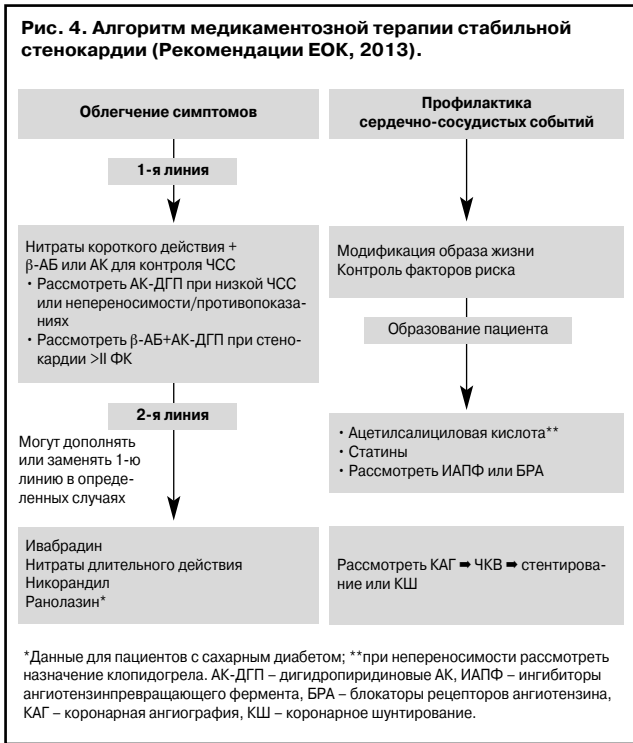 Рис. 4. Алгоритм медикаментозной терапии стабильной
стенокардии (Рекомендации ЕОК, 2013).
Облегчение симптомов
1-я линия
Нитраты короткого действия +
β-АБ или АК для контроля ЧСС
· Рассмотреть АК-ДГП при низкой ЧСС
или непереносимости/противопоказа-
ниях
· Рассмотреть β-АБ+АК-ДГП при стено-
кардии >II ФК
2-я линия
Могут дополнять
или заменять 1-ю
линию в опреде-
ленных случаях
Ивабрадин
Нитраты длительного действия
Никорандил
Ранолазин*
Профилактика
сердечно-сосудистых событий
Модификация образа жизни
Контроль факторов риска
Образование пациента
· Ацетилсалициловая кислота**
· Статины
· Рассмотреть ИАПФ или БРА
Рассмотреть КАГ ➡ ЧКВ ➡ стентирова-
ние или КШ
*Данные для пациентов с сахарным диабетом; **при непереносимости рассмотреть
назначение клопидогрела. АК-ДГП – дигидропиридиновые АК, ИАПФ – ингибиторы
ангиотензинпревращающего фермента, БРА – блокаторы рецепторов ангиотензина,
КАГ – коронарная ангиография, КШ – коронарное шунтирование.